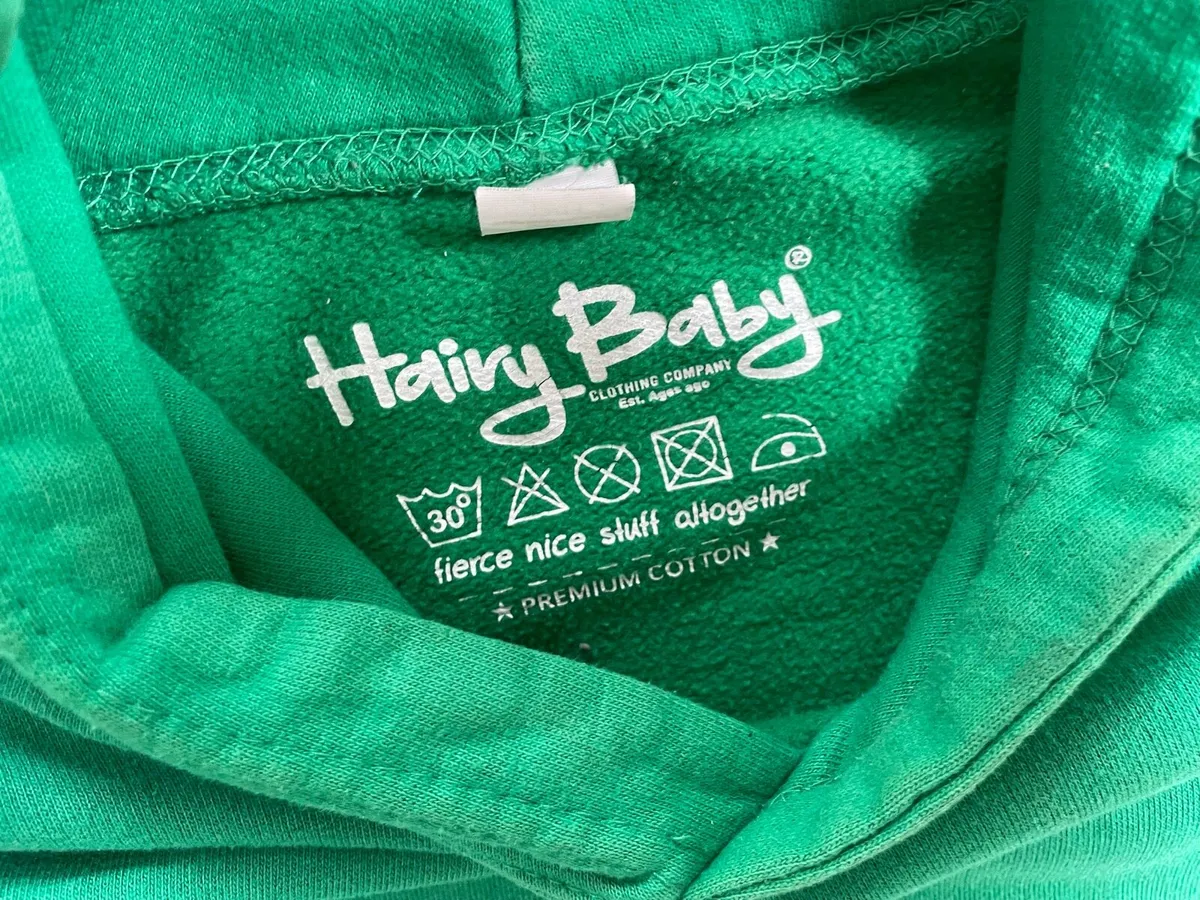 Hairy Baby®
CLOTHING COMPANY
Est. Ages ago
30°
fierce nice stuff altogether
★ PREMIUM COTTON ★